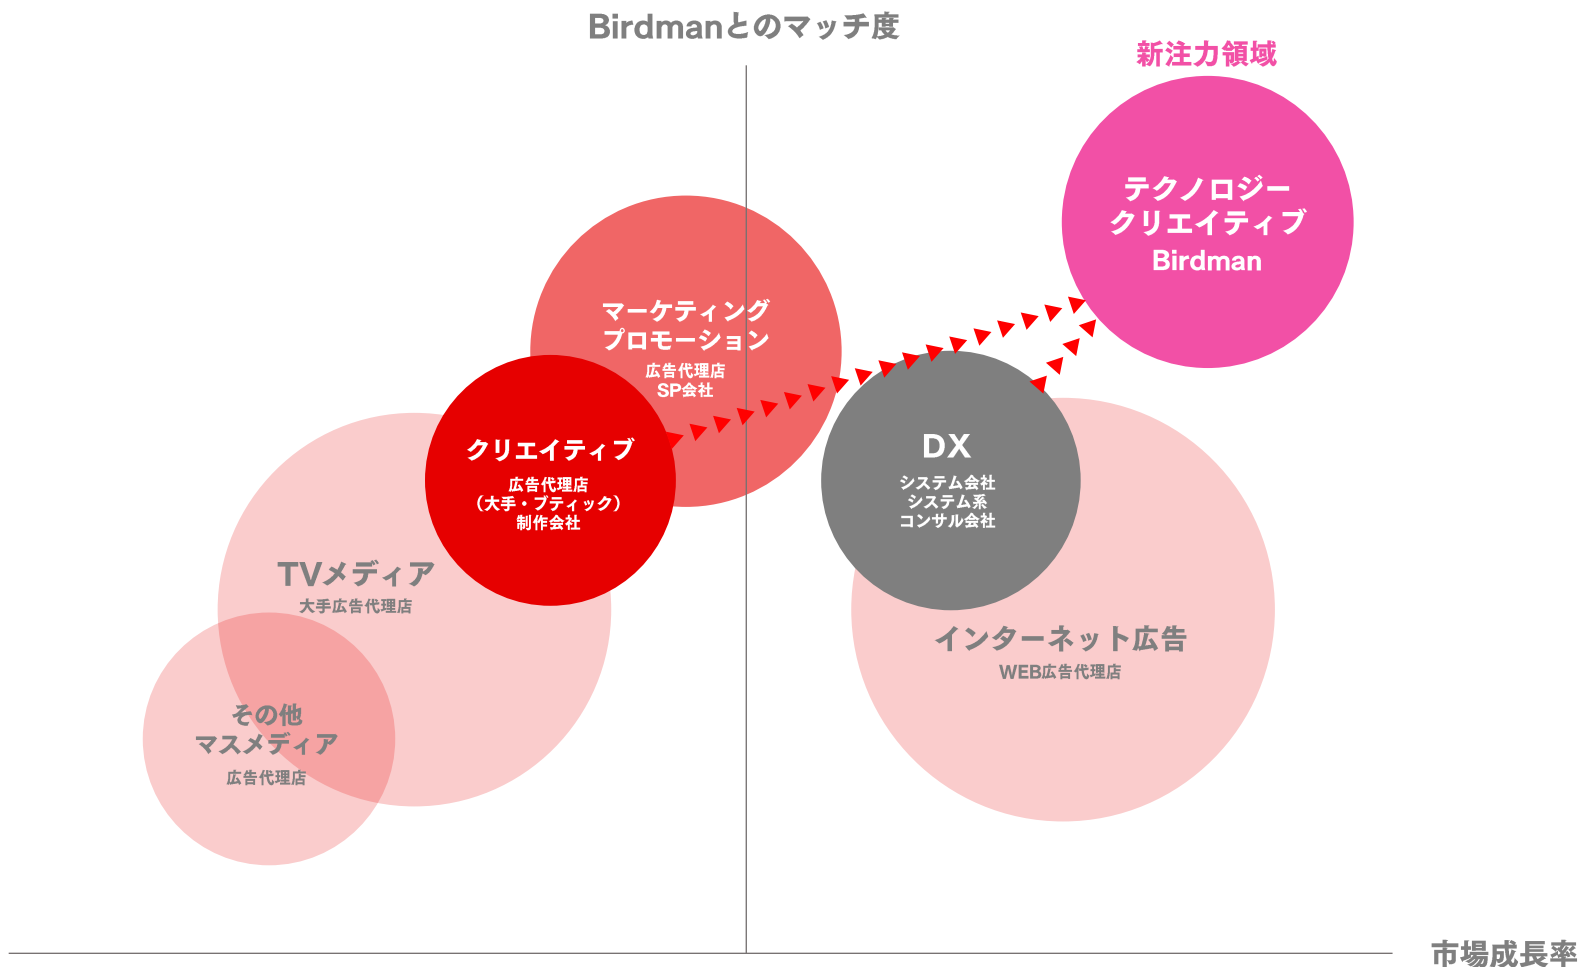 Birdmanとのマッチ度
新注力領域
テクノロジー
クリエイティブ
Birdman
マーケティング
プロモーション
広告代理店
SP会社
クリエイティブ
広告代理店
（大手・ブティック）
制作会社
DX
システム会社
システム系
コンサル会社
TVメディア
大手広告代理店
インターネット広告
WEB広告代理店
その他
マスメディア
広告代理店
市場成長率